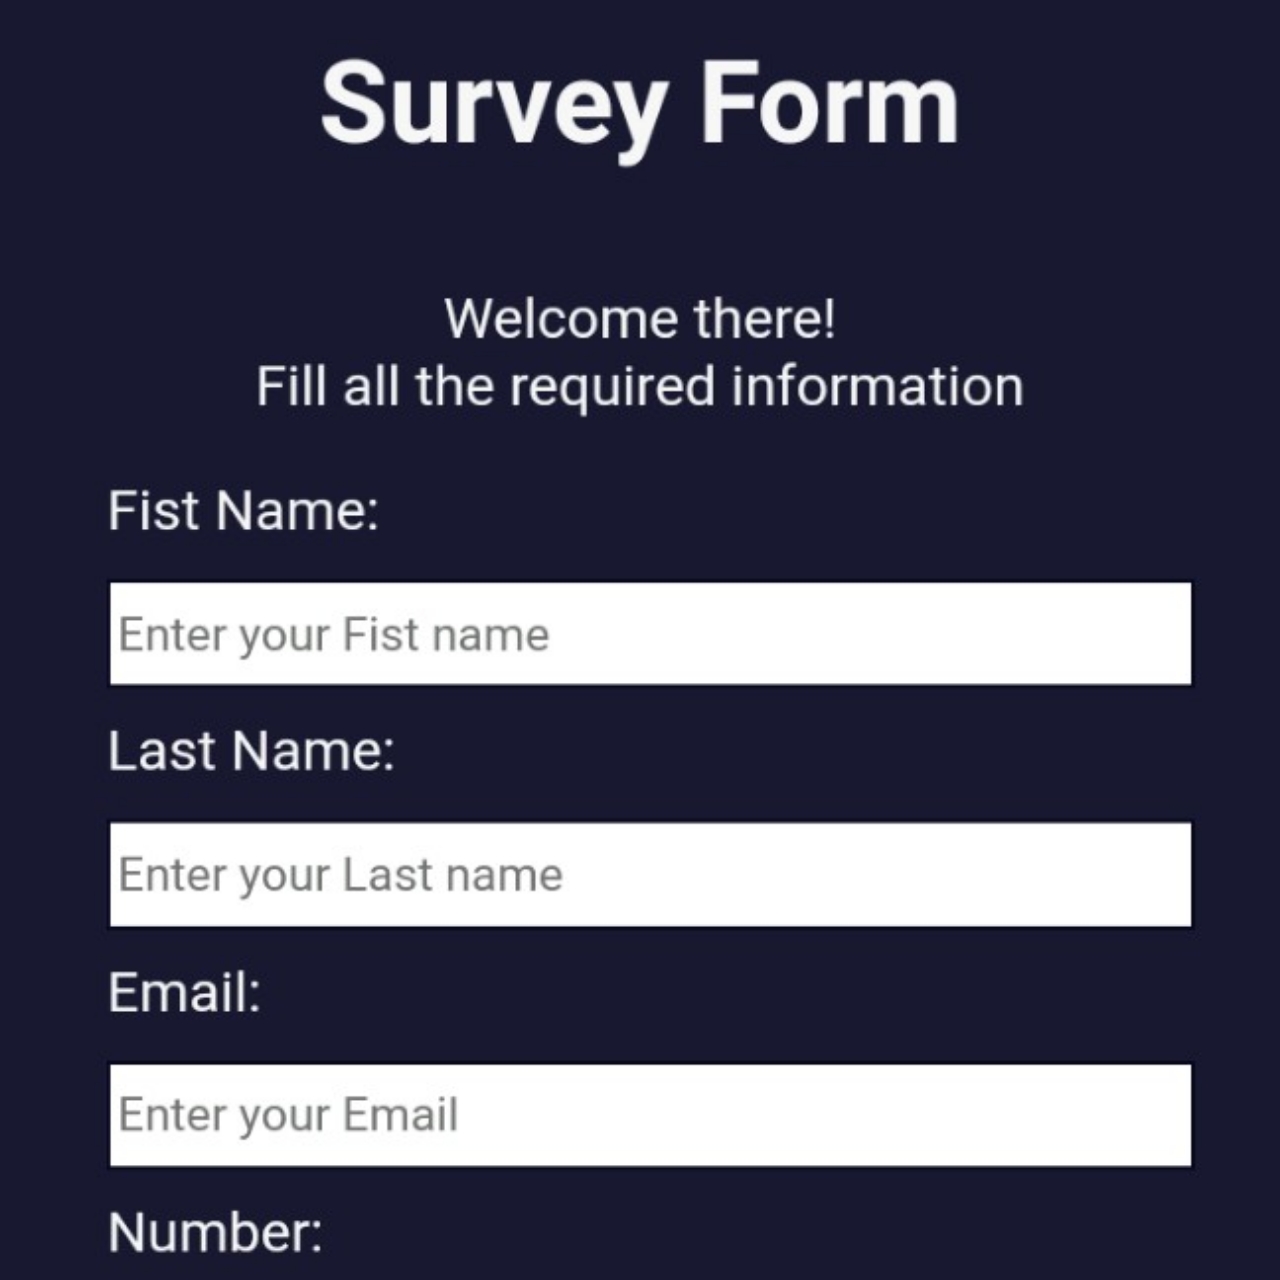 Survey Form
Welcome there!
Fill all the required information
Fist Name:
Enter your Fist name
Last Name:
Enter your Last name
Email:
Enter your Email
Number: